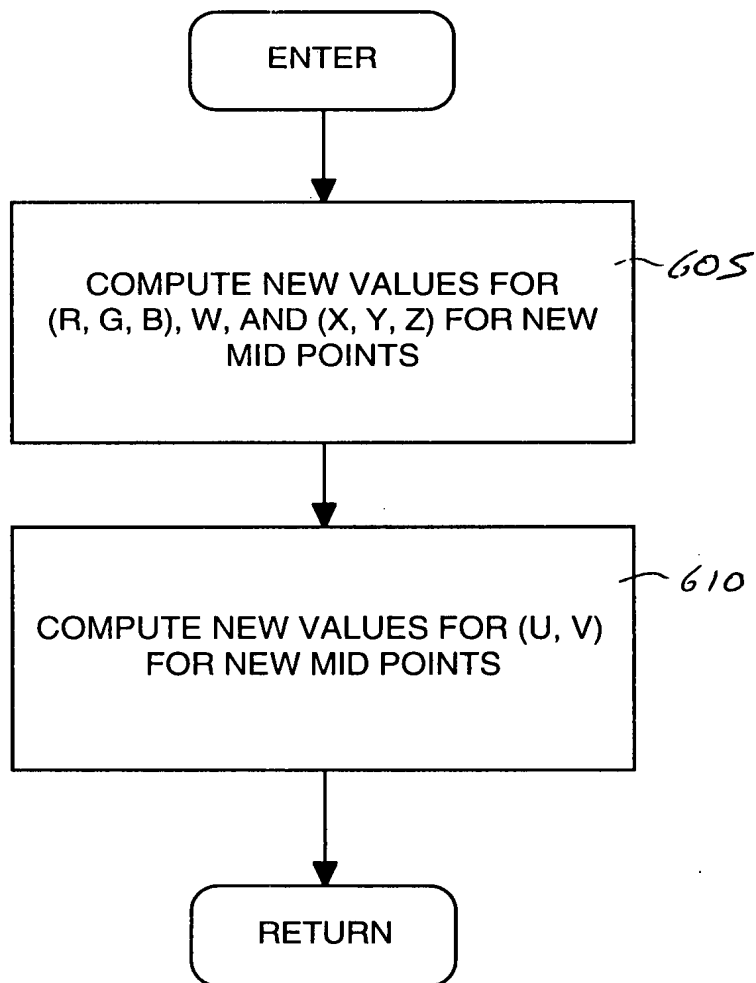 ENTER
COMPUTE NEW VALUES FOR
(R, G, B), W, AND (X, Y, Z) FOR NEW
MID POINTS
605
COMPUTE NEW VALUES FOR (U, V)
FOR NEW MID POINTS
610
RETURN